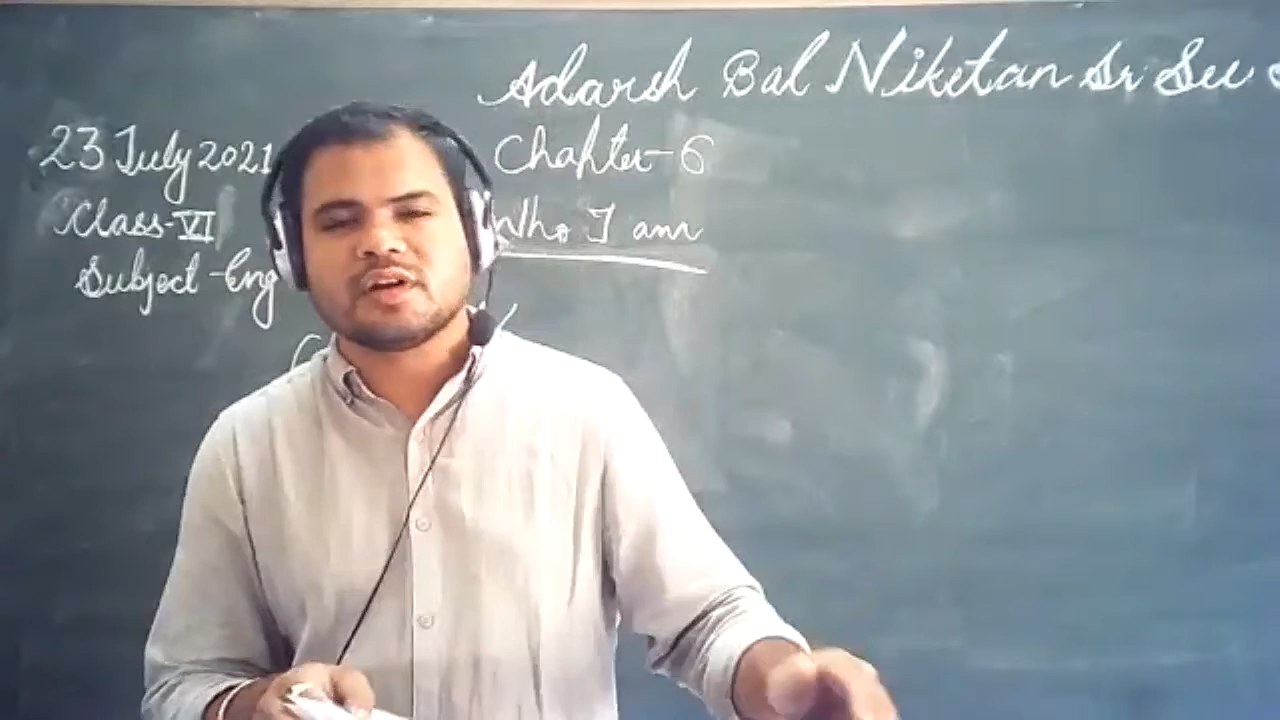 Adarsh Bal Niketan Sr Sec
23 July 2021
Chapter-6
Class-VI
Who I am
Subject-Eng